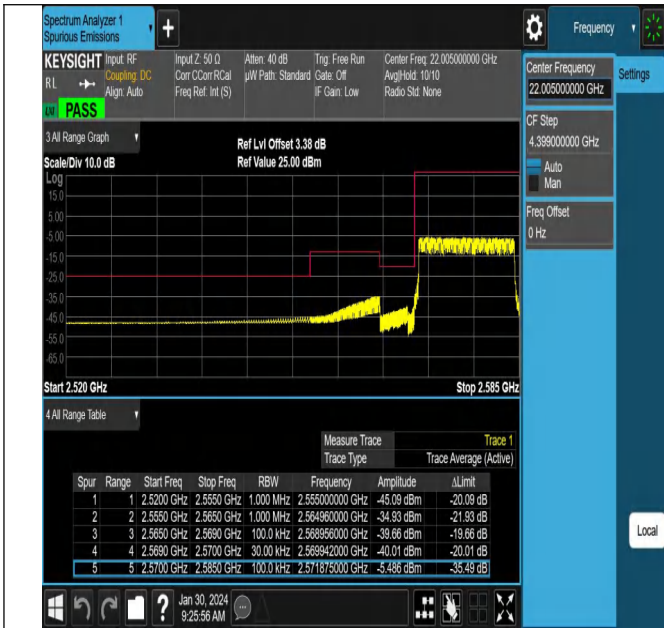 Spectrum Analyzer 1
Spurious Emissions
Frequency
KEYSIGHT
RL
Input: RF
Coupling: DC
Align: Auto
Input Z: 50 Ω
Corr CCorr RCal
Freq Ref: Int (S)
Atten: 40 dB
µW Path: Standard
Trig: Free Run
Gate: Off
IF Gain: Low
Center Freq: 22.005000000 GHz
Avg|Hold: 10/10
Radio Std: None
PASS
3 All Range Graph
Scale/Div 10.0 dB
Ref Lvl Offset 3.38 dB
Ref Value 25.00 dBm
Log
15.0
5.00
-5.00
-15.0
-25.0
-35.0
-45.0
-55.0
-65.0
Start 2.520 GHz Stop 2.585 GHz
4 All Range Table
Measure Trace Trace 1
Trace Type Trace Average (Active)
Spur Range Start Freq Stop Freq RBW Frequency Amplitude ΔLimit
1 1 2.5200 GHz 2.5550 GHz 1.000 MHz 2.555000000 GHz -45.09 dBm -20.09 dB
2 2 2.5550 GHz 2.5650 GHz 1.000 MHz 2.564960000 GHz -34.93 dBm -21.93 dB
3 3 2.5650 GHz 2.5690 GHz 100.0 kHz 2.568956000 GHz -39.66 dBm -19.66 dB
4 4 2.5690 GHz 2.5700 GHz 30.00 kHz 2.569942000 GHz -40.01 dBm -20.01 dB
5 5 2.5700 GHz 2.5850 GHz 100.0 kHz 2.571875000 GHz -5.486 dBm -35.49 dB
Jan 30, 2024
9:25:56 AM
Center Frequency
22.005000000 GHz
Settings
CF Step
4.399000000 GHz
Auto
Man
Freq Offset
0 Hz
Local